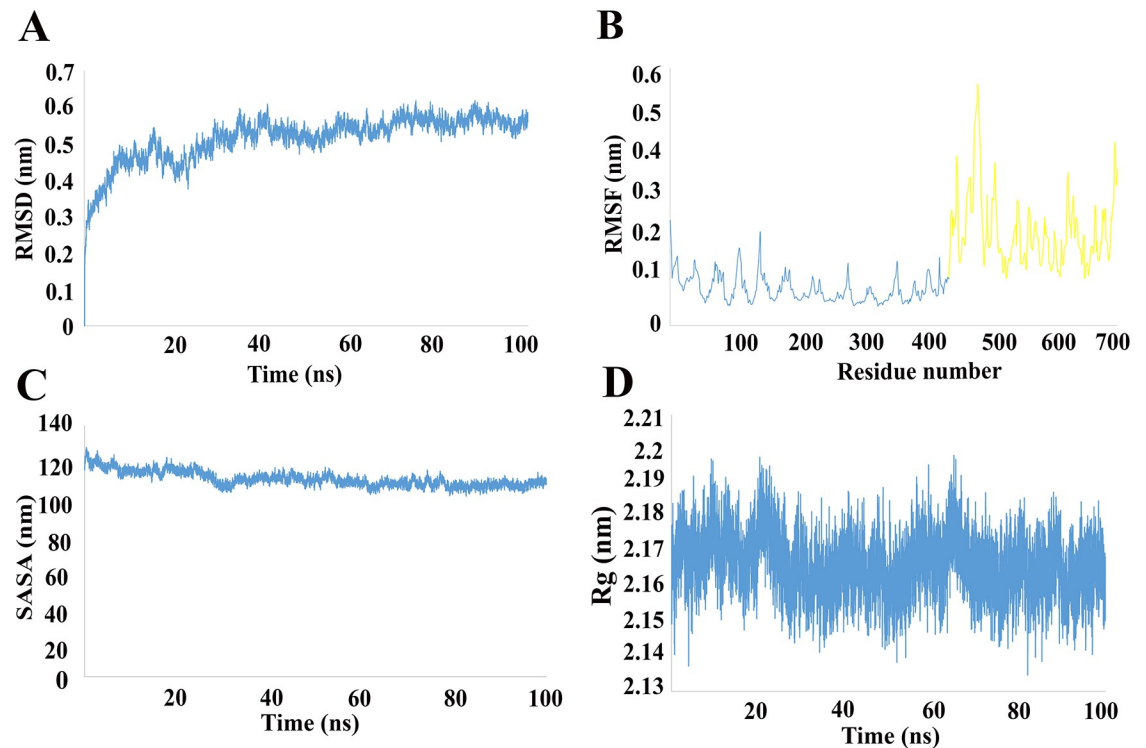 A
RMSD (nm)
0.7
0.6
0.5
0.4
0.3
0.2
0.1
0
20 40 60 80 100
Time (ns)
B
RMSF (nm)
0.6
0.5
0.4
0.3
0.2
0.1
0
100 200 300 400 500 600 700
Residue number
C
SASA (nm)
140
120
100
80
60
40
20
0
20 40 60 80 100
Time (ns)
D
Rg (nm)
2.21
2.2
2.19
2.18
2.17
2.16
2.15
2.14
2.13
20 40 60 80 100
Time (ns)